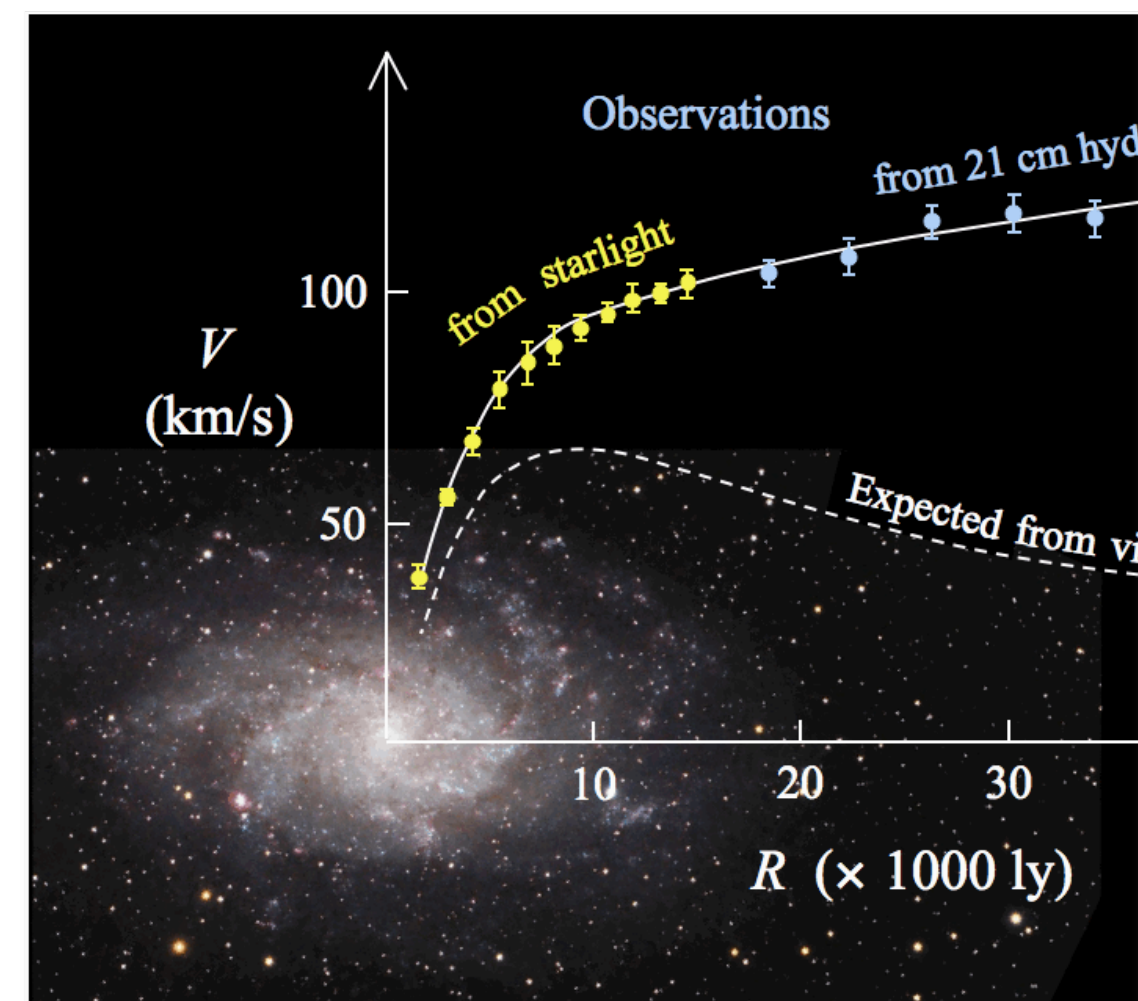 Observations
from 21 cm hyd
from starlight
100
V
(km/s)
50
Expected from vi
10
20
30
R (× 1000 ly)